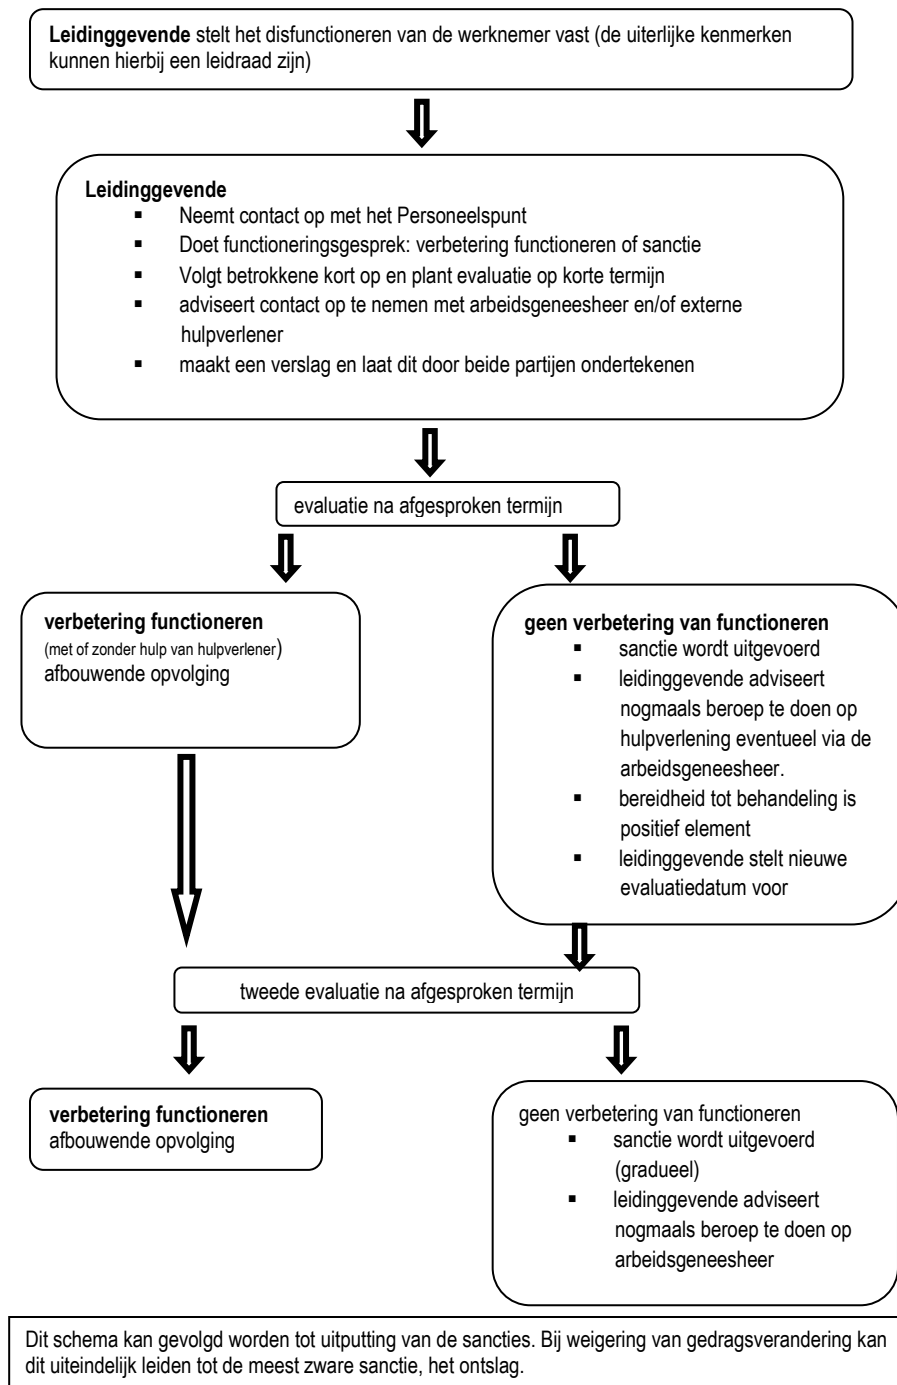 Leidinggevende stelt het disfunctioneren van de werknemer vast (de uiterlijke kenmerken
kunnen hierbij een leidraad zijn)
Leidinggevende
▪ Neemt contact op met het Personeelspunt
▪ Doet functioneringsgesprek: verbetering functioneren of sanctie
▪ Volgt betrokkene kort op en plant evaluatie op korte termijn
▪ adviseert contact op te nemen met arbeidsgeneesheer en/of externe
hulpverlener
▪ maakt een verslag en laat dit door beide partijen ondertekenen
evaluatie na afgesproken termijn
verbetering functioneren
(met of zonder hulp van hulpverlener)
afbouwende opvolging
geen verbetering van functioneren
▪ sanctie wordt uitgevoerd
▪ leidinggevende adviseert
nogmaals beroep te doen op
hulpverlening eventueel via de
arbeidsgeneesheer.
▪ bereidheid tot behandeling is
positief element
▪ leidinggevende stelt nieuwe
evaluatiedatum voor
tweede evaluatie na afgesproken termijn
verbetering functioneren
afbouwende opvolging
geen verbetering van functioneren
▪ sanctie wordt uitgevoerd
(gradueel)
▪ leidinggevende adviseert
nogmaals beroep te doen op
arbeidsgeneesheer
Dit schema kan gevolgd worden tot uitputting van de sancties. Bij weigering van gedragsverandering kan
dit uiteindelijk leiden tot de meest zware sanctie, het ontslag.